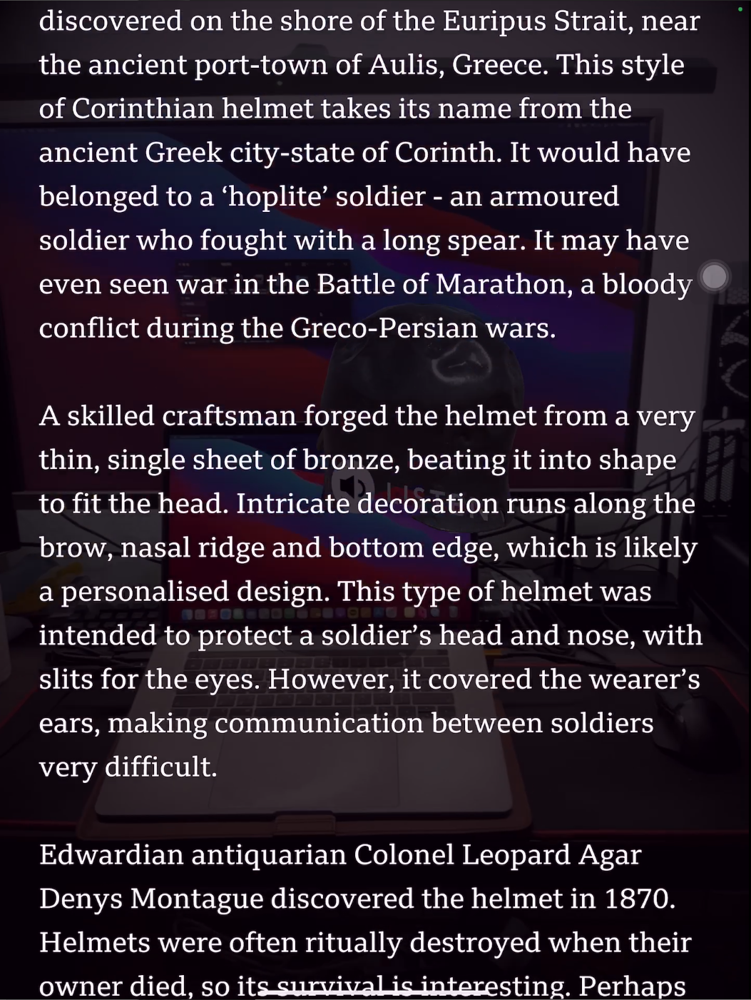 discovered on the shore of the Euripus Strait, near
the ancient port-town of Aulis, Greece. This style
of Corinthian helmet takes its name from the
ancient Greek city-state of Corinth. It would have
belonged to a ‘hoplite’ soldier - an armoured
soldier who fought with a long spear. It may have
even seen war in the Battle of Marathon, a bloody
conflict during the Greco-Persian wars.
A skilled craftsman forged the helmet from a very
thin, single sheet of bronze, beating it into shape
to fit the head. Intricate decoration runs along the
brow, nasal ridge and bottom edge, which is likely
a personalised design. This type of helmet was
intended to protect a soldier’s head and nose, with
slits for the eyes. However, it covered the wearer’s
ears, making communication between soldiers
very difficult.
Edwardian antiquarian Colonel Leopard Agar
Denys Montague discovered the helmet in 1870.
Helmets were often ritually destroyed when their
owner died, so its survival is interesting. Perhaps
LISTEN